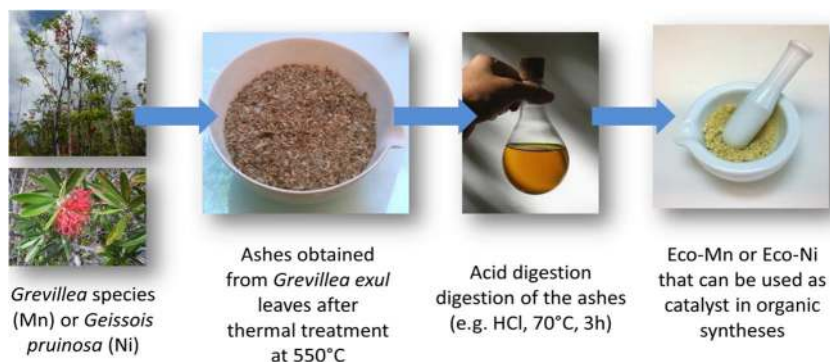 Grevillea species
(Mn) or Geissois
pruinosa (Ni)
Ashes obtained
from Grevillea exul
leaves after
thermal treatment
at 550°C
Acid digestion
digestion of the ashes
(e.g. HCl, 70°C, 3h)
Eco-Mn or Eco-Ni
that can be used as
catalyst in organic
syntheses